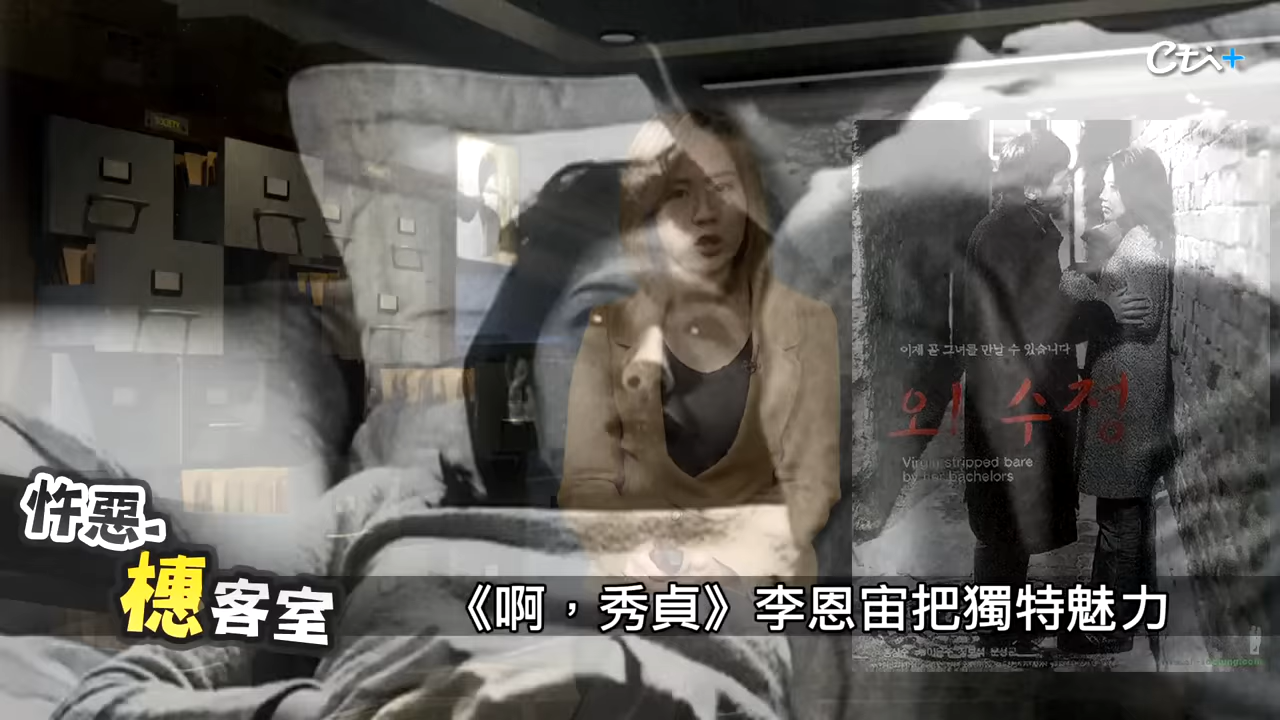 CTi+
SOCIETY
이제 곧 그녀를 만날 수 있습니다
오! 수정
Virgin stripped bare
by her bachelors
忤惡.
橞客室
《啊，秀貞》李恩宙把獨特魅力